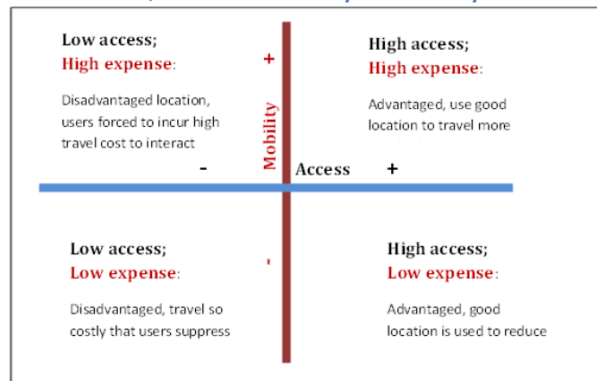 Low access;
High expense:
Disadvantaged location,
users forced to incur high
travel cost to interact
+
Mobility
High access;
High expense:
Advantaged, use good
location to travel more
-
Access
+
Low access;
Low expense:
Disadvantaged, travel so
costly that users suppress
-
High access;
Low expense:
Advantaged, good
location is used to reduce